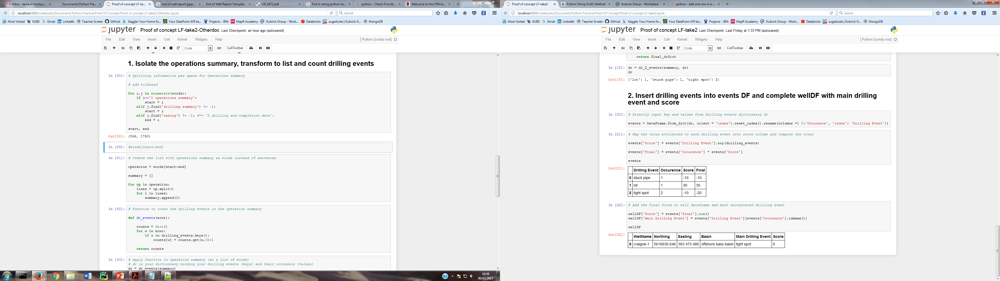 Inbox - laura.m.foulqui...
Documents/Python Pra...
Proof of concept LF-ta...
end of well report gipp...
End of Well Report Templat...
OR_0472.pdf
find in string python tw...
python - Check if multi...
Welcome to the Officia...
localhost:8888/notebooks/Documents/Python Practice/Proof Of Concept/Proof of concept LF-take2-Otherdoc.ipynb
Search
Most Visited KUBE Gmail LinkedIn Teacher Screen GitHub Kaggle: Your Home fo... Your DataPoint API ke... Projects - JIRA MapR Academy Kubrick Group - Work... Databricks sugarkube | Kubrick G... MongoDB
jupyter Proof of concept LF-take2-Otherdoc Last Checkpoint: an hour ago (autosaved)
File Edit View Insert Cell Kernel Widgets Help
Python [conda root]
Code CellToolbar
1. Isolate the operations summary, transform to list and count drilling events
In [50]: # Splitting information per space for Operations Summary
# add wildcard
for i,j in enumerate(words):
if j=='1 operations summary':
start = i
elif j.find('drilling summary') != -1:
start = i
elif j.find('casing') != -1: #== '2 drilling and completion data':
end = i
start, end
Out[50]: (566, 1790)
In [29]: #words[start:end]
In [41]: # Create new list with operations summary as words instead of sentences
operation = words[start:end]
summary = []
for op in operation:
lines = op.split()
for l in lines:
summary.append(l)
In [42]: # function to count the drilling events in the operation summary
def dr_events(eowr):
counts = dict()
for w in eowr:
if w in drilling_events.keys():
counts[w] = counts.get(w,0)+1
return counts
In [43]: # apply function to operation summary (as a list of words)
# dr is your dictionnary holding your drilling events (keys) and their occurence (values)
dr = dr_events(summary)
10:59
06/02/2017
Proof of concept LF-take2
Python String find() Method
Kubrick Group - Workplace
python - add one row in a ...
localhost:8888/notebooks/Documents/Python Practice/Proof Of Concept/Proof of concept LF-take2.ipynb
Search
Most Visited KUBE Gmail LinkedIn Teacher Screen GitHub Kaggle: Your Home fo... Your DataPoint API ke... Projects - JIRA MapR Academy Kubrick Group - Work... Databricks sugarkube | Kubrick G... MongoDB
jupyter Proof of concept LF-take2 Last Checkpoint: Last Friday at 1:33 PM (autosaved)
File Edit View Insert Cell Kernel Widgets Help
Python [conda root]
Code CellToolbar
return final_drDict
In [15]: dr = dr_2_events(summary, dr)
dr
Out[15]: {'lot': 1, 'stuck pipe': 1, 'tight spot': 2}
2. Insert drilling events into events DF and complete wellDF with main drilling
event and score
In [20]: # Directly input key and values from drilling events dictionnary dr
events = DataFrame.from_dict(dr, orient = 'index').reset_index().rename(columns ={ 0:'Occurence', 'index': 'Drilling Event'})
In [21]: # Map the value attributed to each drilling event into score column and compute the total
events['Score'] = events['Drilling Event'].map(drilling_events)
events['Final'] = events['Occurence'] * events['Score']
events
Out[21]:
Drilling Event Occurence Score Final
0 stuck pipe 1 -10 -10
1 lot 1 30 30
2 tight spot 2 -10 -20
In [22]: # Add the final Score to well dataframe amd most encountered drilling event
wellDF['Score'] = events['Final'].sum()
wellDF['Main Drilling Event'] = events['Drilling Event'][events['Occurence'].idxmax()]
wellDF
Out[22]:
WellName Northing Easting Basin Main Drilling Event Score
0 craigow-1 5616630.646 383 473.486 offshore bass basin tight spot 0